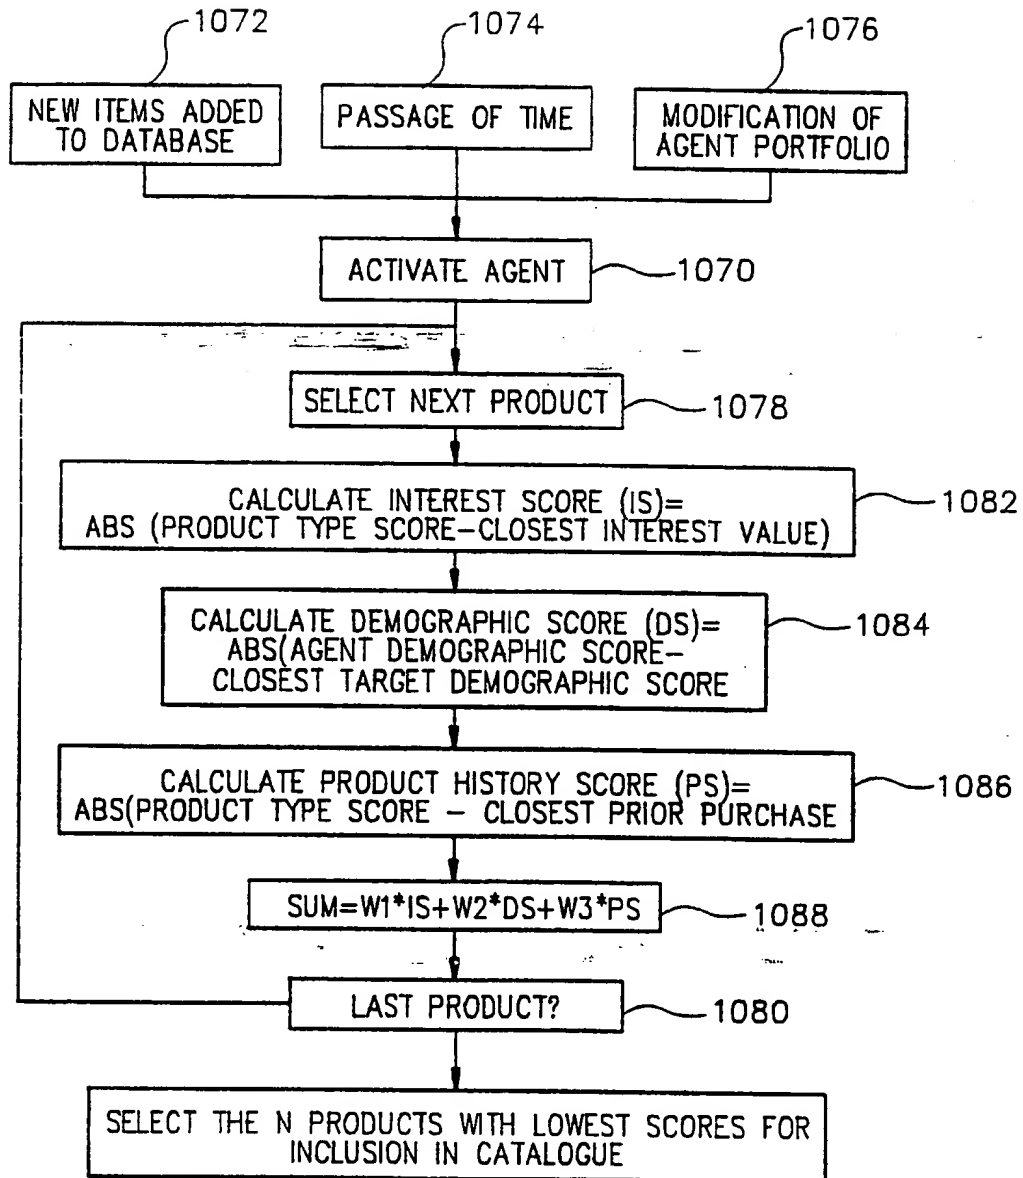 1072
1074
1076
NEW ITEMS ADDED
TO DATABASE
PASSAGE OF TIME
MODIFICATION OF
AGENT PORTFOLIO
ACTIVATE AGENT
1070
SELECT NEXT PRODUCT
1078
CALCULATE INTEREST SCORE (IS)=
ABS (PRODUCT TYPE SCORE-CLOSEST INTEREST VALUE)
1082
CALCULATE DEMOGRAPHIC SCORE (DS)=
ABS(AGENT DEMOGRAPHIC SCORE-
CLOSEST TARGET DEMOGRAPHIC SCORE
1084
CALCULATE PRODUCT HISTORY SCORE (PS)=
ABS(PRODUCT TYPE SCORE - CLOSEST PRIOR PURCHASE
1086
SUM=W1*IS+W2*DS+W3*PS
1088
LAST PRODUCT?
1080
SELECT THE N PRODUCTS WITH LOWEST SCORES FOR
INCLUSION IN CATALOGUE